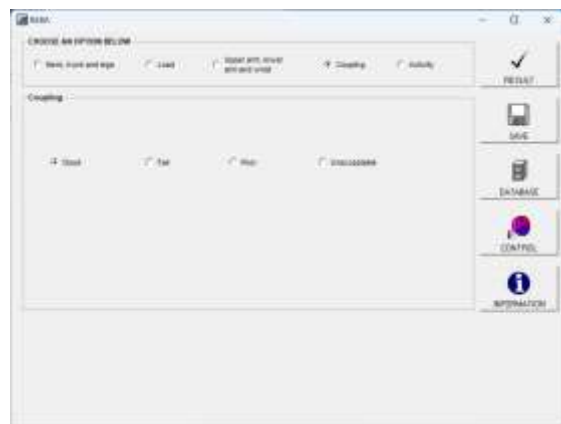 CHOOSE AN OPTION BELOW
Neck, trunk and legs
Load
Upper arm, lower
arm and wrist
Coupling
Activity
RESULT
Coupling
SAVE
Good
Fair
Poor
Unacceptable
DATABASE
CONTROL
INFORMATION